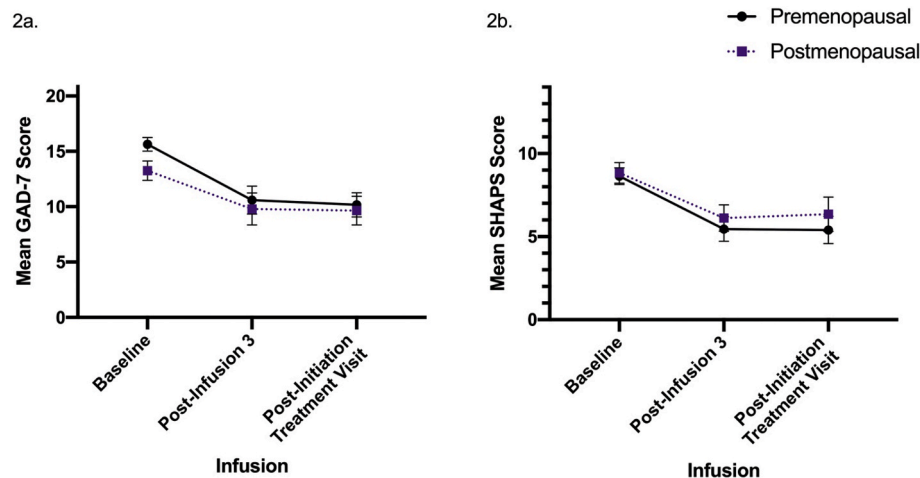 2a.
2b.
Premenopausal
Postmenopausal
Mean GAD-7 Score
20
15
10
5
0
Baseline
Post-Infusion 3
Post-Initiation
Treatment Visit
Infusion
Mean SHAPS Score
10
5
0
Baseline
Post-Infusion 3
Post-Initiation
Treatment Visit
Infusion